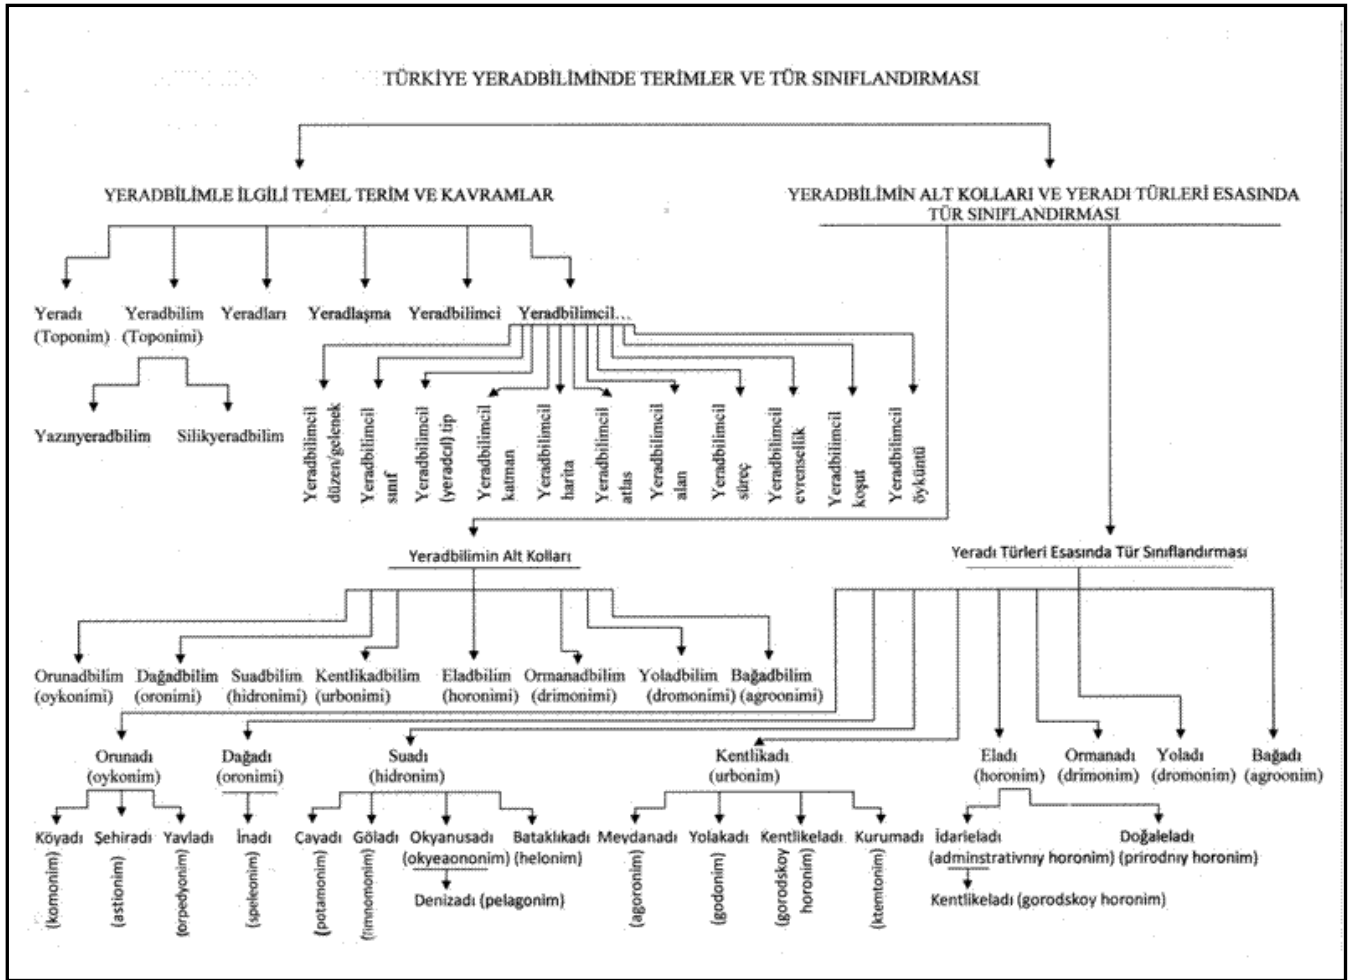 TÜRKİYE YERADBİLİMİNDE TERİMLER VE TÜR SINIFLANDIRMASI
YERADBİLİMLE İLGİLİ TEMEL TERİM VE KAVRAMLAR
YERADBİLİMİN ALT KOLLARI VE YERADI TÜRLERİ ESASINDA
TÜR SINIFLANDIRMASI
Yeradı
(Toponim)
Yeradbilim
(Toponimi)
Yeradları
Yeradlaşma
Yeradbilimci
Yeradbilimcil...
Yazınyeradbilim
Silikyeradbilim
Yeradbilimcil
düzen/gelenek
Yeradbilimcil
sınıf
Yeradbilimcil
(yeradcıl) tip
Yeradbilimcil
katman
Yeradbilimcil
harita
Yeradbilimcil
atlas
Yeradbilimcil
alan
Yeradbilimcil
süreç
Yeradbilimcil
evrensellik
Yeradbilimcil
koşut
Yeradbilimcil
öyküntü
Yeradbilimin Alt Kolları
Yeradı Türleri Esasında Tür Sınıflandırması
Orunadbilim
(oykonimi)
Dağadbilim
(oronimi)
Suadbilim
(hidronimi)
Kentlikadbilim
(urbonimi)
Eladbilim
(horonimi)
Ormanadbilim
(drimonimi)
Yoladbilim
(dromonimi)
Bağadbilim
(agroonimi)
Orunadı
(oykonim)
Dağadı
(oronimi)
Suadı
(hidronim)
Kentlikadı
(urbonim)
Eladı
(horonim)
Ormanadı
(drimonim)
Yoladı
(dromonim)
Bağadı
(agroonim)
Köyadı
(komonim)
Şehiradı
(astionim)
Yayladı
(orpedyonim)
İnadı
(speleonim)
Çayadı
(potamonim)
Göladı
(limnomonim)
Okyanusadı
(okyeaononim)
Denizadı (pelagonim)
Bataklıkadı
(helonim)
Meydanadı
(agoronim)
Yolakadı
(godonim)
Kentlikeladı
(gorodskoy
horonim)
Kurumadı
(ktemtonim)
İdarieladı
(adminstrativnıy horonim)
Kentlikeladı (gorodskoy horonim)
Doğaleladı
(prirodnıy horonim)